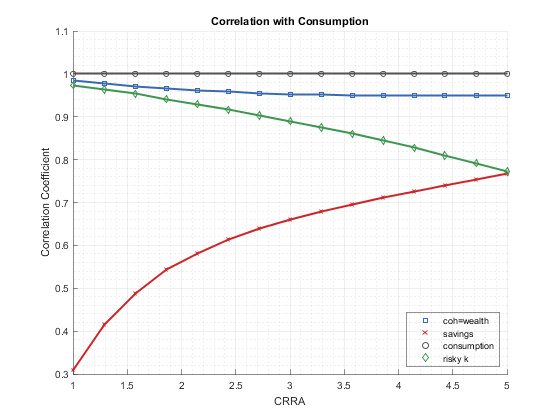 Correlation with Consumption
1.1
1
0.9
0.8
0.7
0.6
0.5
0.4
0.3
Correlation Coefficient
1
1.5
2
2.5
3
3.5
4
4.5
5
CRRA
coh=wealth
savings
consumption
risky k